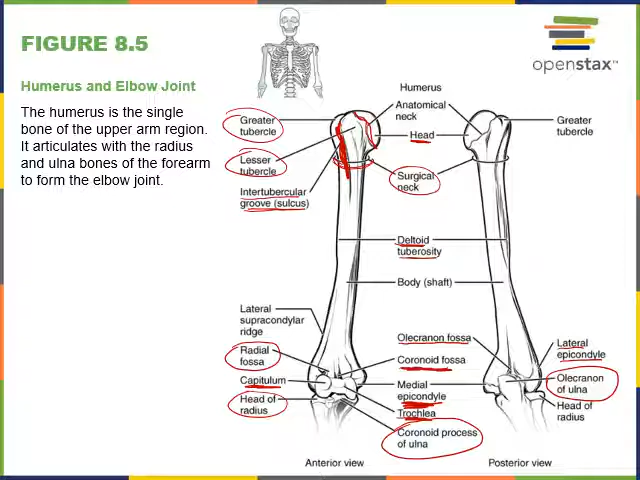 FIGURE 8.5
openstax™
Humerus and Elbow Joint
The humerus is the single
bone of the upper arm region.
It articulates with the radius
and ulna bones of the forearm
to form the elbow joint.
Humerus
Greater
tubercle
Lesser
tubercle
Intertubercular
groove (sulcus)
Anatomical
neck
Head
Surgical
neck
Greater
tubercle
Deltoid
tuberosity
Body (shaft)
Lateral
supracondylar
ridge
Radial
fossa
Capitulum
Head of
radius
Olecranon fossa
Coronoid fossa
Medial
epicondyle
Trochlea
Coronoid process
of ulna
Lateral
epicondyle
Olecranon
of ulna
Head of
radius
Anterior view
Posterior view